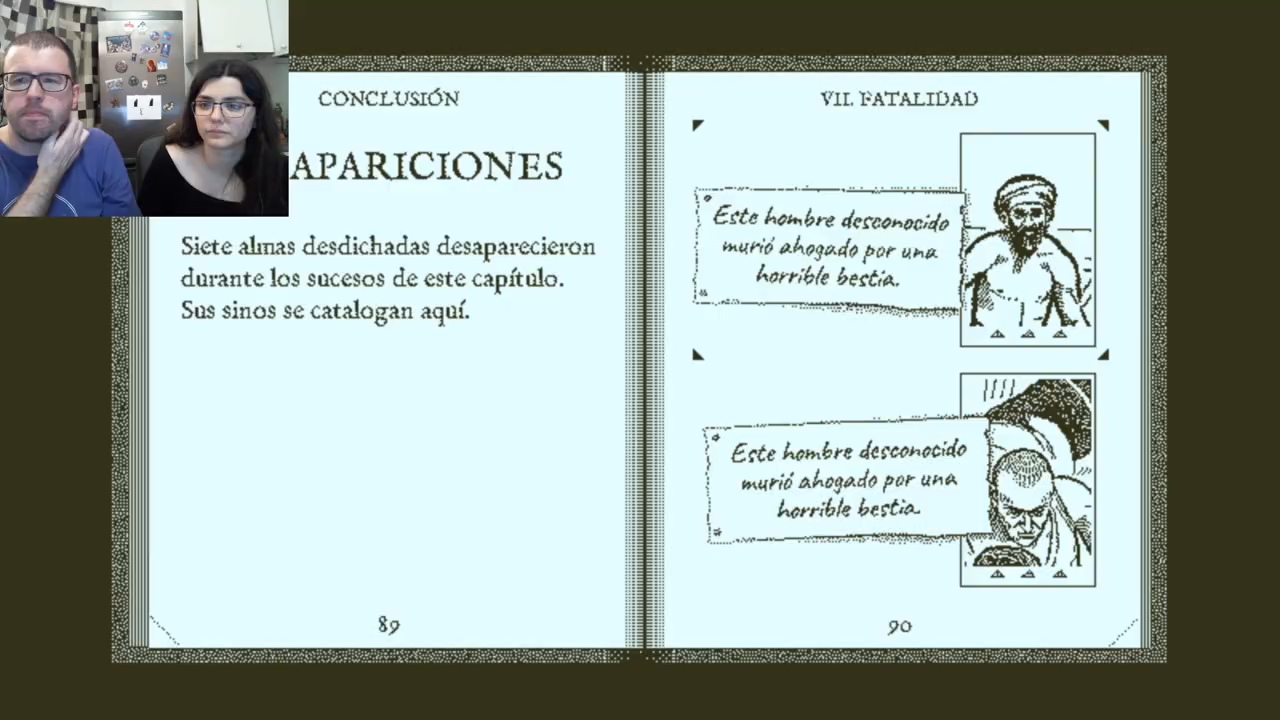 CONCLUSIÓN
APARICIONES
Siete almas desdichadas desaparecieron
durante los sucesos de este capítulo.
Sus sinos se catalogan aquí.
89
VII. FATALIDAD
Este hombre desconocido
murió ahogado por una
horrible bestia.
Este hombre desconocido
murió ahogado por una
horrible bestia.
90